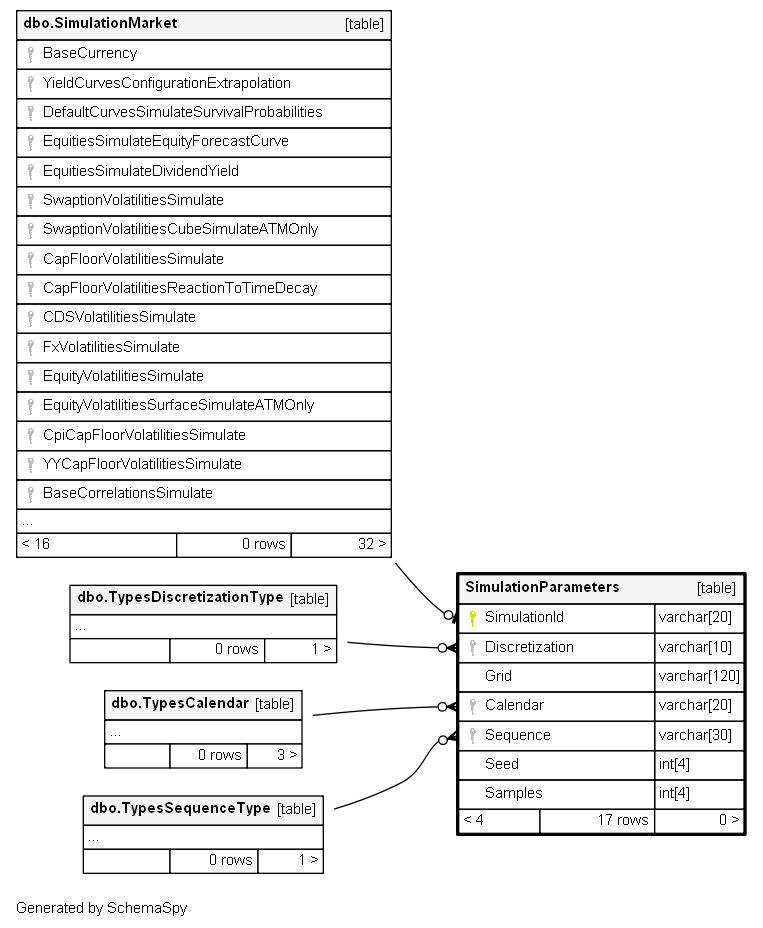 dbo.SimulationMarket [table]
BaseCurrency
YieldCurvesConfigurationExtrapolation
DefaultCurvesSimulateSurvivalProbabilities
EquitiesSimulateEquityForecastCurve
EquitiesSimulateDividendYield
SwaptionVolatilitiesSimulate
SwaptionVolatilitiesCubeSimulateATMOnly
CapFloorVolatilitiesSimulate
CapFloorVolatilitiesReactionToTimeDecay
CDSVolatilitiesSimulate
FxVolatilitiesSimulate
EquityVolatilitiesSimulate
EquityVolatilitiesSurfaceSimulateATMOnly
CpiCapFloorVolatilitiesSimulate
YYCapFloorVolatilitiesSimulate
BaseCorrelationsSimulate
...
< 16 0 rows 32 >
dbo.TypesDiscretizationType [table]
...
0 rows 1 >
dbo.TypesCalendar [table]
...
0 rows 3 >
dbo.TypesSequenceType [table]
...
0 rows 1 >
SimulationParameters [table]
SimulationId varchar[20]
Discretization varchar[10]
Grid varchar[120]
Calendar varchar[20]
Sequence varchar[30]
Seed int[4]
Samples int[4]
< 4 17 rows 0 >
Generated by SchemaSpy